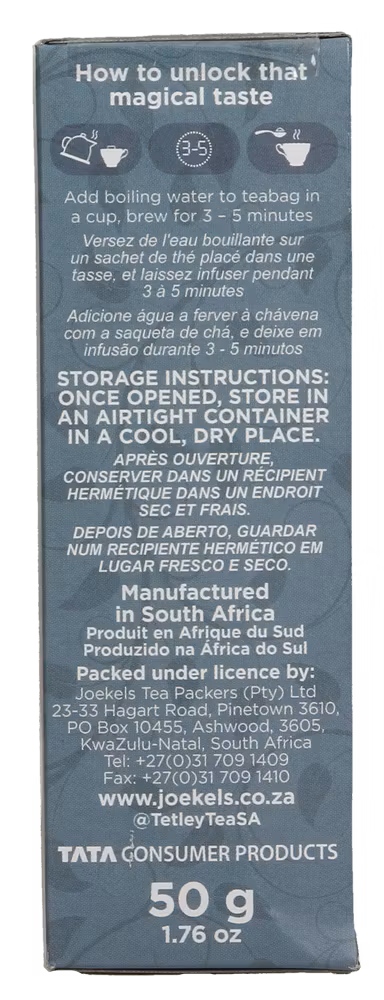 How to unlock that
magical taste
3-5
Add boiling water to teabag in
a cup, brew for 3 – 5 minutes
Versez de l'eau bouillante sur
un sachet de thé placé dans une
tasse, et laissez infuser pendant
3 à 5 minutes
Adicione água a ferver à chávena
com a saqueta de chá, e deixe em
infusão durante 3 - 5 minutos
STORAGE INSTRUCTIONS:
ONCE OPENED, STORE IN
AN AIRTIGHT CONTAINER
IN A COOL, DRY PLACE.
APRÈS OUVERTURE,
CONSERVER DANS UN RÉCIPIENT
HERMÉTIQUE DANS UN ENDROIT
SEC ET FRAIS.
DEPOIS DE ABERTO, GUARDAR
NUM RECIPIENTE HERMÉTICO EM
LUGAR FRESCO E SECO.
Manufactured
in South Africa
Produit en Afrique du Sud
Produzido na África do Sul
Packed under licence by:
Joekels Tea Packers (Pty) Ltd
23-33 Hagart Road, Pinetown 3610,
PO Box 10455, Ashwood, 3605,
KwaZulu-Natal, South Africa
Tel: +27(0)31 709 1409
Fax: +27(0)31 709 1410
www.joekels.co.za
@TetleyTeaSA
TATA CONSUMER PRODUCTS
50 g
1.76 oz